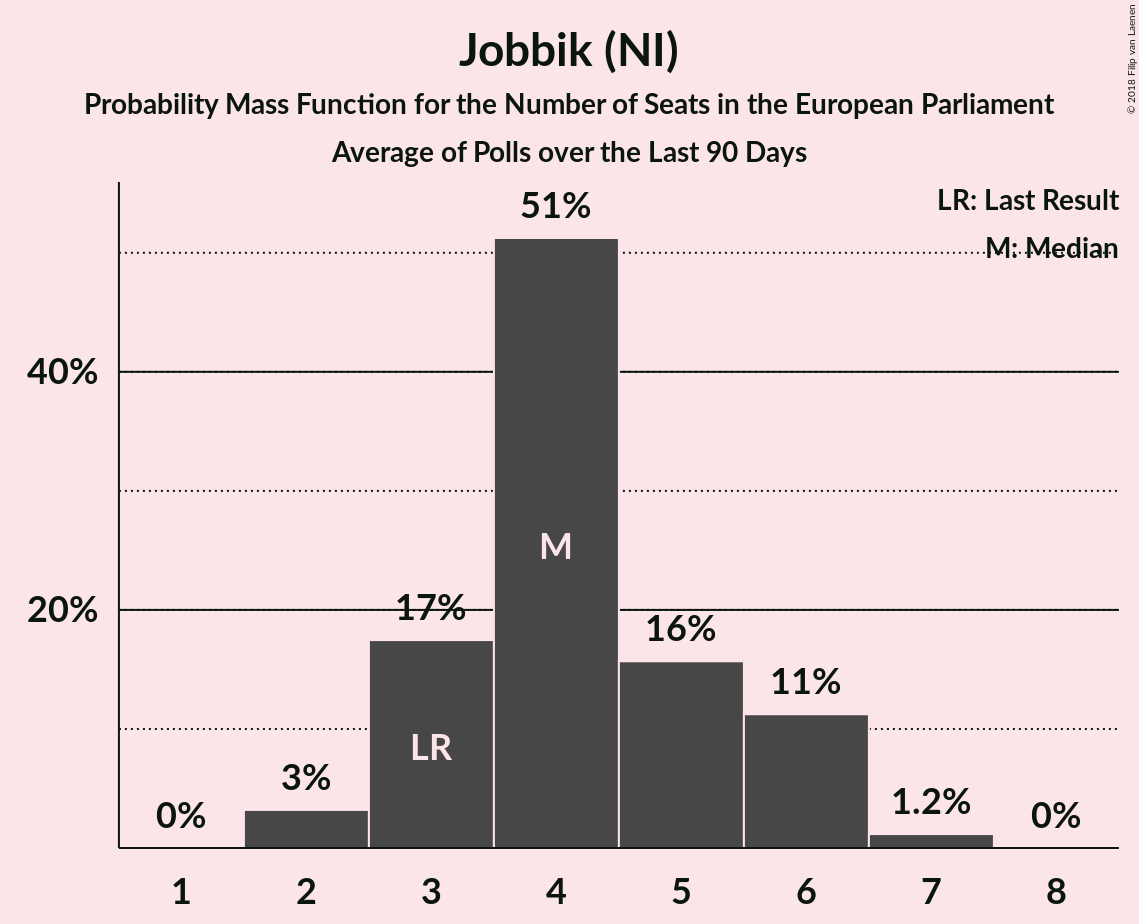 Jobbik (NI)
Probability Mass Function for the Number of Seats in the European Parliament
Average of Polls over the Last 90 Days
© 2018 Filip van Laenen
LR: Last Result
M: Median
51%
40%
M
20%
17%
16%
11%
LR
3%
0%
1.2%
0%
1 2 3 4 5 6 7 8